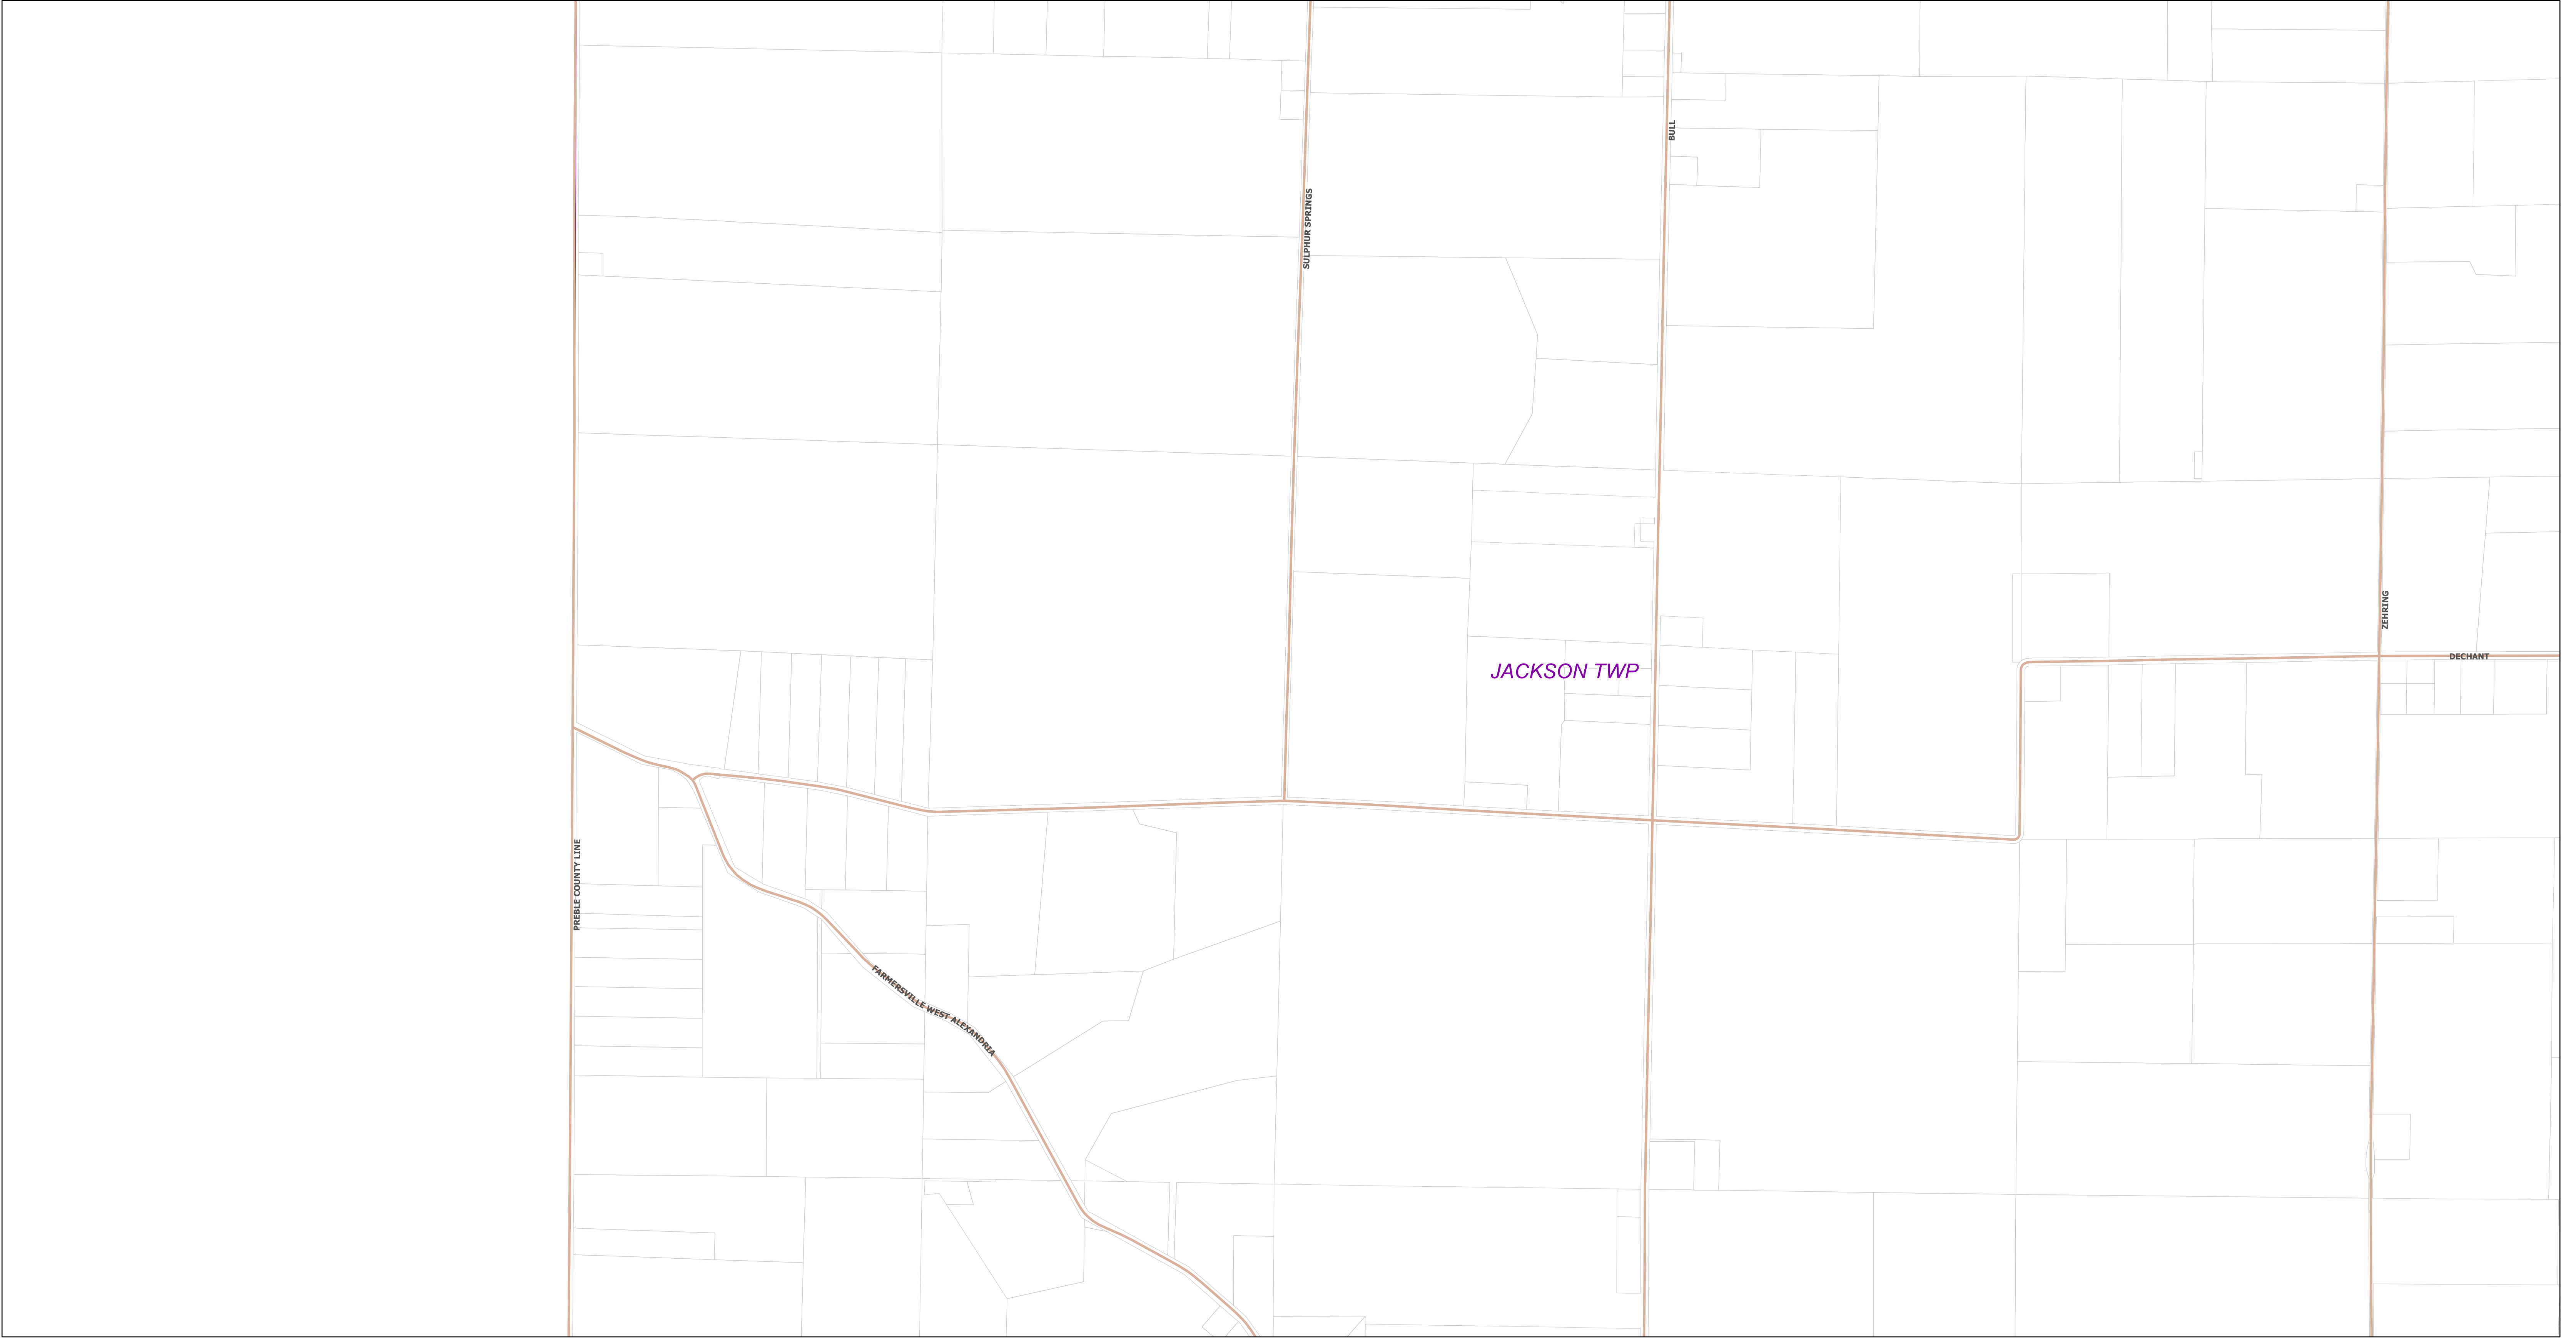 BULL
SULPHUR SPRINGS
ZEHRING
DECHANT
JACKSON TWP
PREBLE COUNTY LINE
FARMERSVILLE WEST ALEXANDRIA